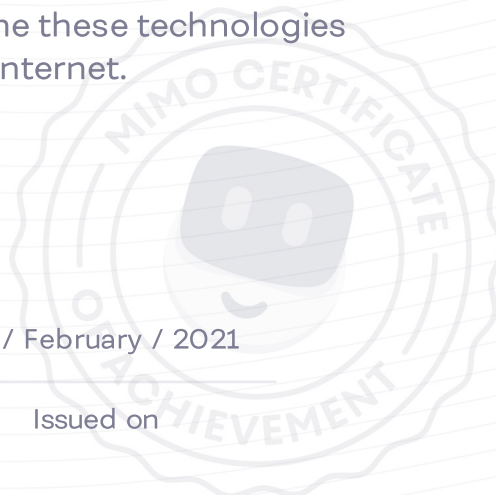 ne these technologies
nternet.
MIMO CERTIFICATE
OF ACHIEVEMENT
/ February / 2021
Issued on